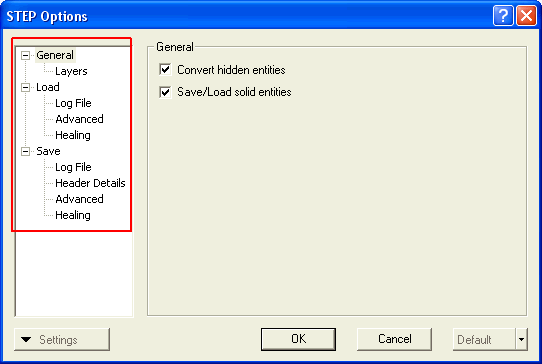 STEP Options
General
Layers
Load
Log File
Advanced
Healing
Save
Log File
Header Details
Advanced
Healing
General
Convert hidden entities
Save/Load solid entities
Settings
OK
Cancel
Default